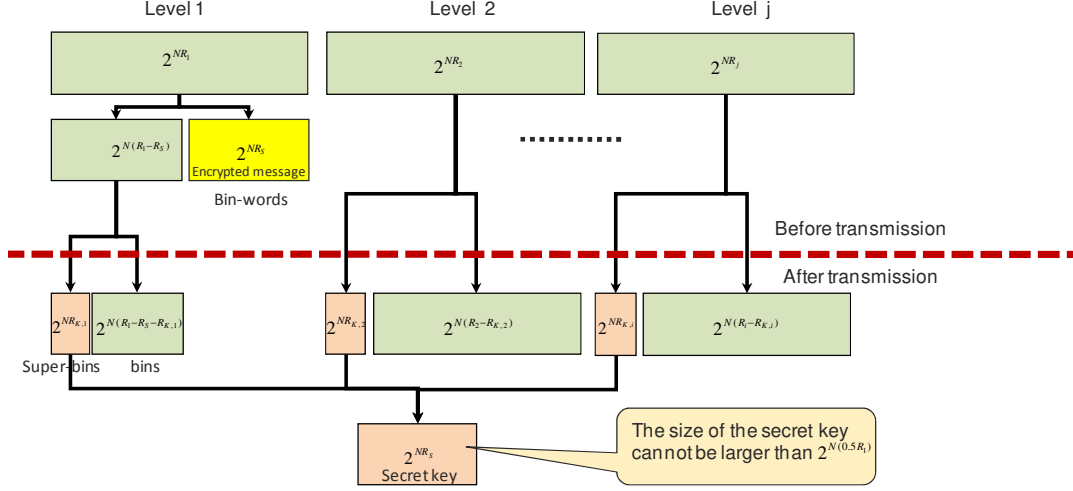 Level 1 Level 2 Level j
2^{NR_1} 2^{NR_2} 2^{NR_j}
2^{N(R_1-R_S)} 2^{NR_S}
Encrypted message
Bin-words
Before transmission
After transmission
2^{NR_{K,1}} 2^{N(R_1-R_S-R_{K,1})} 2^{NR_{K,2}} 2^{N(R_2-R_{K,2})} 2^{NR_{K,i}} 2^{N(R_i-R_{K,i})}
Super-bins bins
The size of the secret key
cannot be larger than 2^{N(0.5R_1)}
2^{NR_S}
Secret key